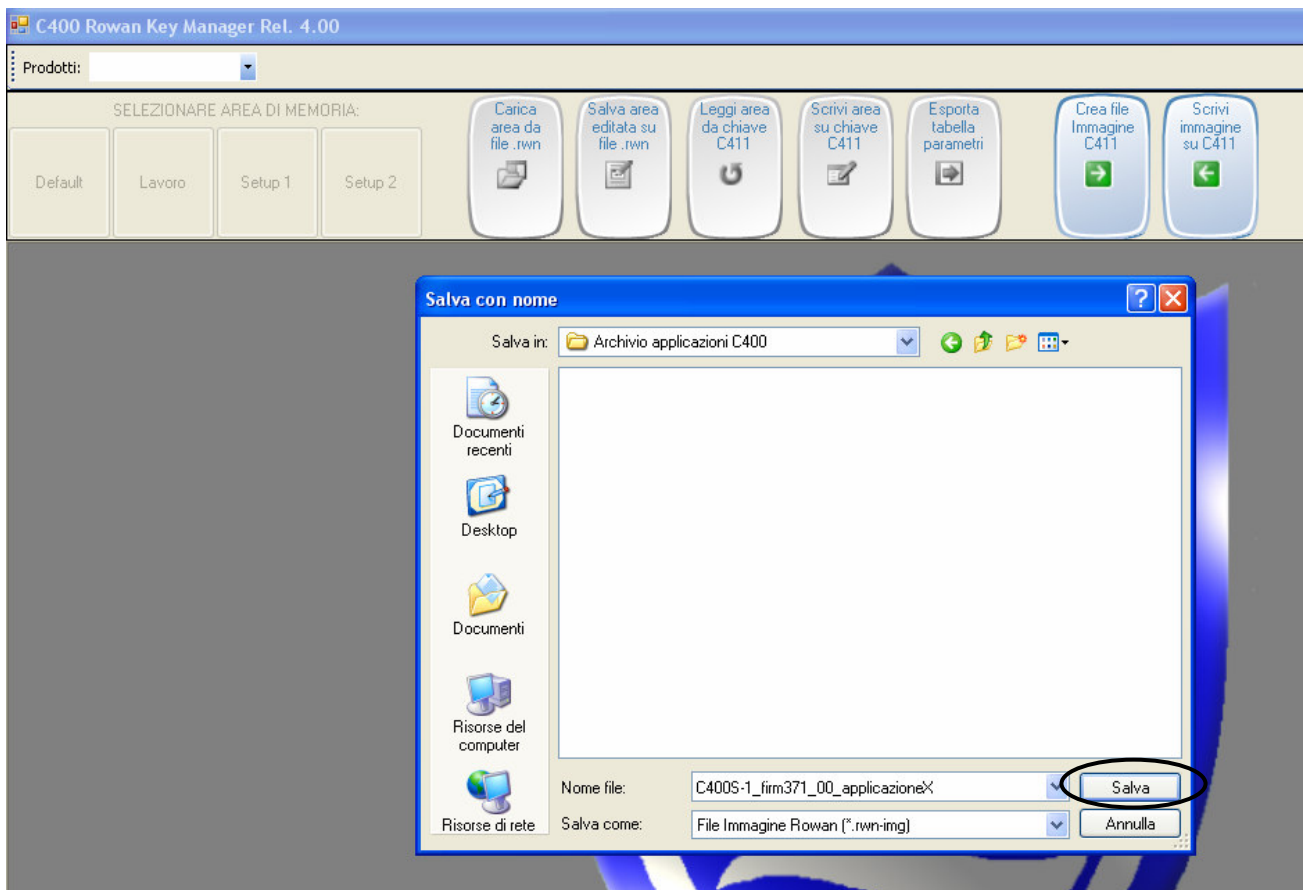 C400 Rowan Key Manager Rel. 4.00
Prodotti:
SELEZIONARE AREA DI MEMORIA:
Default
Lavoro
Setup 1
Setup 2
Carica
area da
file .rwn
Salva area
editata su
file .rwn
Leggi area
da chiave
C411
Scrivi area
su chiave
C411
Esporta
tabella
parametri
Crea file
Immagine
C411
Scrivi
immagine
su C411
Salva con nome
Salva in:
Archivio applicazioni C400
Documenti
recenti
Desktop
Documenti
Risorse del
computer
Risorse di rete
Nome file:
C400S-1_firm371_00_applicazioneX
Salva
Salva come:
File Immagine Rowan (*.rwn-img)
Annulla